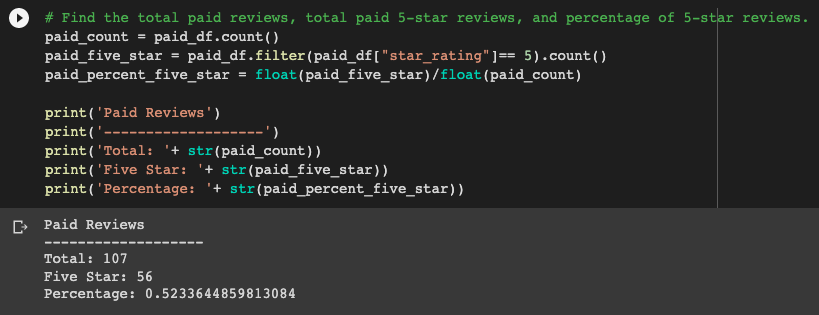 # Find the total paid reviews, total paid 5-star reviews, and percentage of 5-star reviews.
paid_count = paid_df.count()
paid_five_star = paid_df.filter(paid_df["star_rating"]== 5).count()
paid_percent_five_star = float(paid_five_star)/float(paid_count)
print('Paid Reviews')
print('-------------------')
print('Total: '+ str(paid_count))
print('Five Star: '+ str(paid_five_star))
print('Percentage: '+ str(paid_percent_five_star))
Paid Reviews
-------------------
Total: 107
Five Star: 56
Percentage: 0.5233644859813084